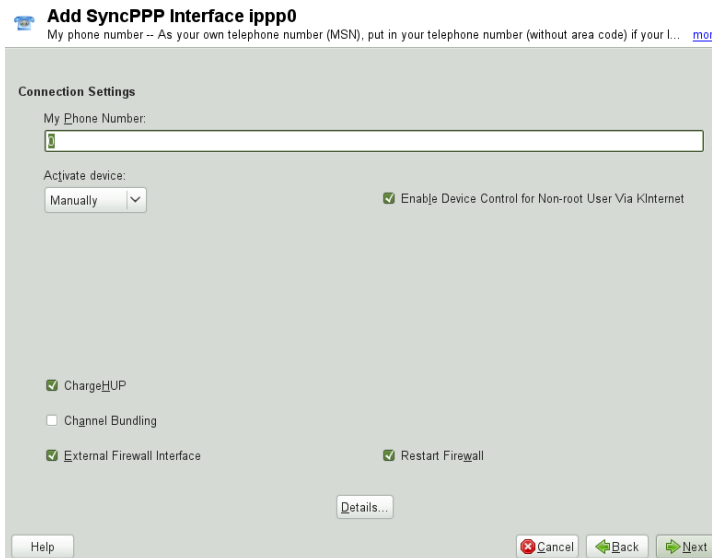 Add SyncPPP Interface ippp0
My phone number -- As your own telephone number (MSN), put in your telephone number (without area code) if your l... mor
Connection Settings
My Phone Number:
0
Activate device:
Manually
Enable Device Control for Non-root User Via KInternet
ChargeHUP
Channel Bundling
External Firewall Interface
Restart Firewall
Details...
Help
Cancel
Back
Next